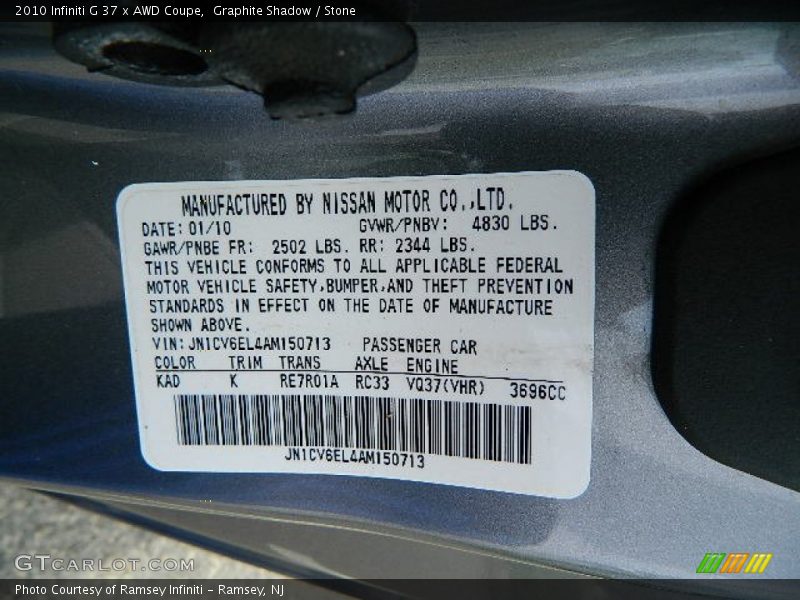 2010 Infiniti G 37 x AWD Coupe,  Graphite Shadow / Stone
MANUFACTURED BY NISSAN MOTOR CO.,LTD.
DATE: 01/10 GVWR/PNBV: 4830 LBS.
GAWR/PNBE FR: 2502 LBS. RR: 2344 LBS.
THIS VEHICLE CONFORMS TO ALL APPLICABLE FEDERAL
MOTOR VEHICLE SAFETY,BUMPER,AND THEFT PREVENTION
STANDARDS IN EFFECT ON THE DATE OF MANUFACTURE
SHOWN ABOVE.
VIN: JN1CV6EL4AM150713 PASSENGER CAR
COLOR TRIM TRANS AXLE ENGINE
KAD K RE7R01A RC33 VQ37(VHR) 3696CC
JN1CV6EL4AM150713
GTCARLOT.COM
Photo Courtesy of Ramsey Infiniti - Ramsey, NJ